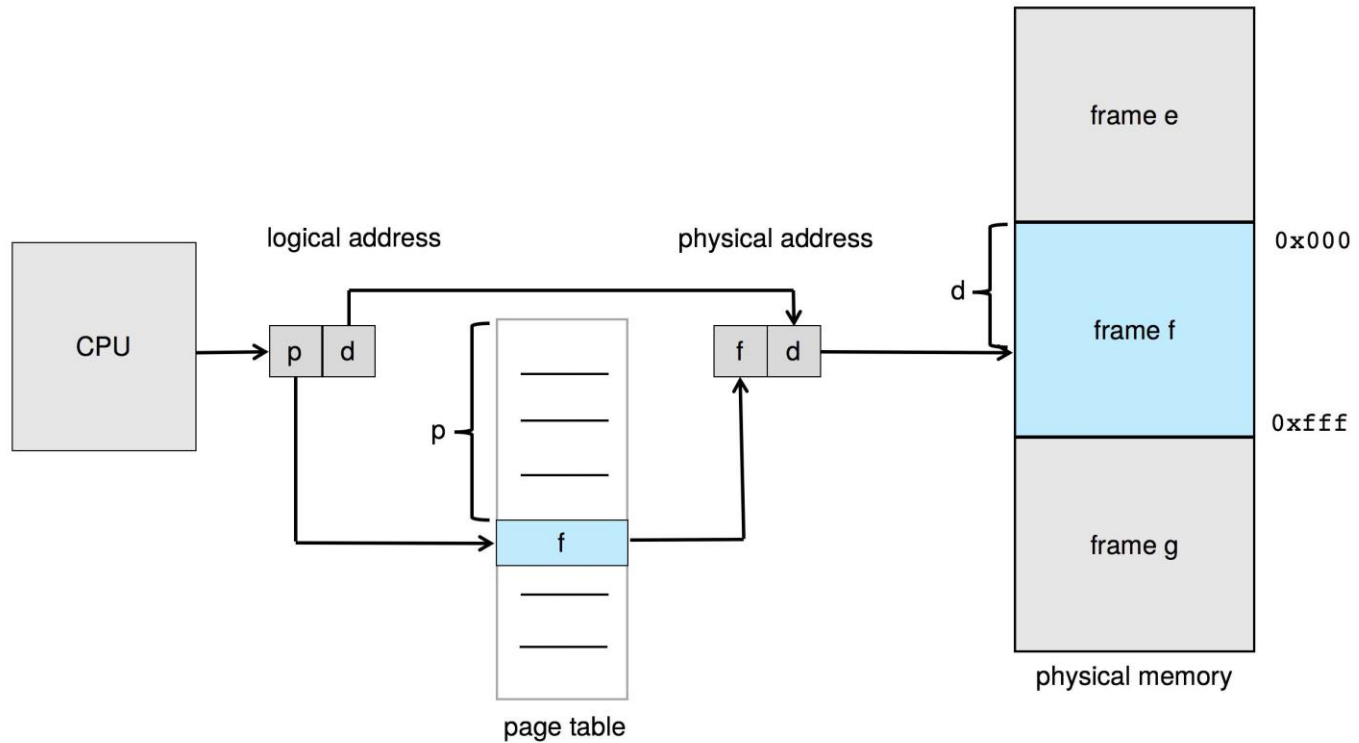 frame e
logical address
physical address
0x000
d
CPU
p
d
f
d
frame f
p
0xfff
f
frame g
physical memory
page table